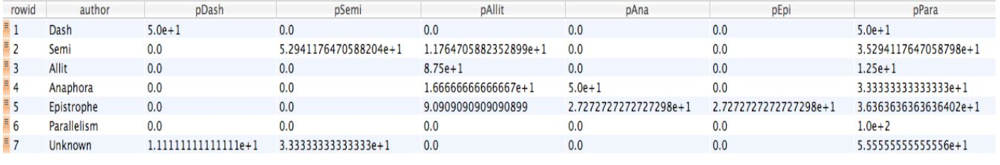 rowid author pDash pSemi pAllit pAna pEpi pPara
1 Dash 5.0e+1 0.0 0.0 0.0 0.0 5.0e+1
2 Semi 0.0 5.2941176470588204e+1 1.1764705882352899e+1 0.0 0.0 3.5294117647058798e+1
3 Allit 0.0 0.0 8.75e+1 0.0 0.0 1.25e+1
4 Anaphora 0.0 0.0 1.66666666666667e+1 5.0e+1 0.0 3.33333333333333e+1
5 Epistrophe 0.0 0.0 9.0909090909090899 2.7272727272727298e+1 2.7272727272727298e+1 3.6363636363636402e+1
6 Parallelism 0.0 0.0 0.0 0.0 0.0 1.0e+2
7 Unknown 1.11111111111111e+1 3.33333333333333e+1 0.0 0.0 0.0 5.55555555555556e+1